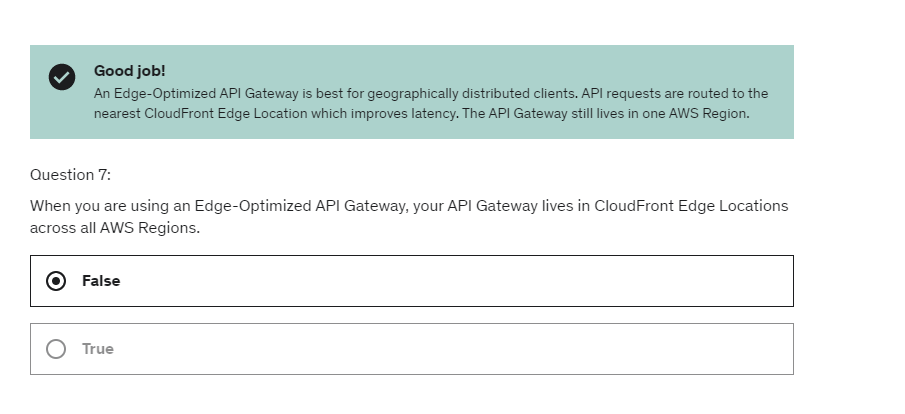 Good job!
An Edge-Optimized API Gateway is best for geographically distributed clients. API requests are routed to the
nearest CloudFront Edge Location which improves latency. The API Gateway still lives in one AWS Region.
Question 7:
When you are using an Edge-Optimized API Gateway, your API Gateway lives in CloudFront Edge Locations
across all AWS Regions.
False
True